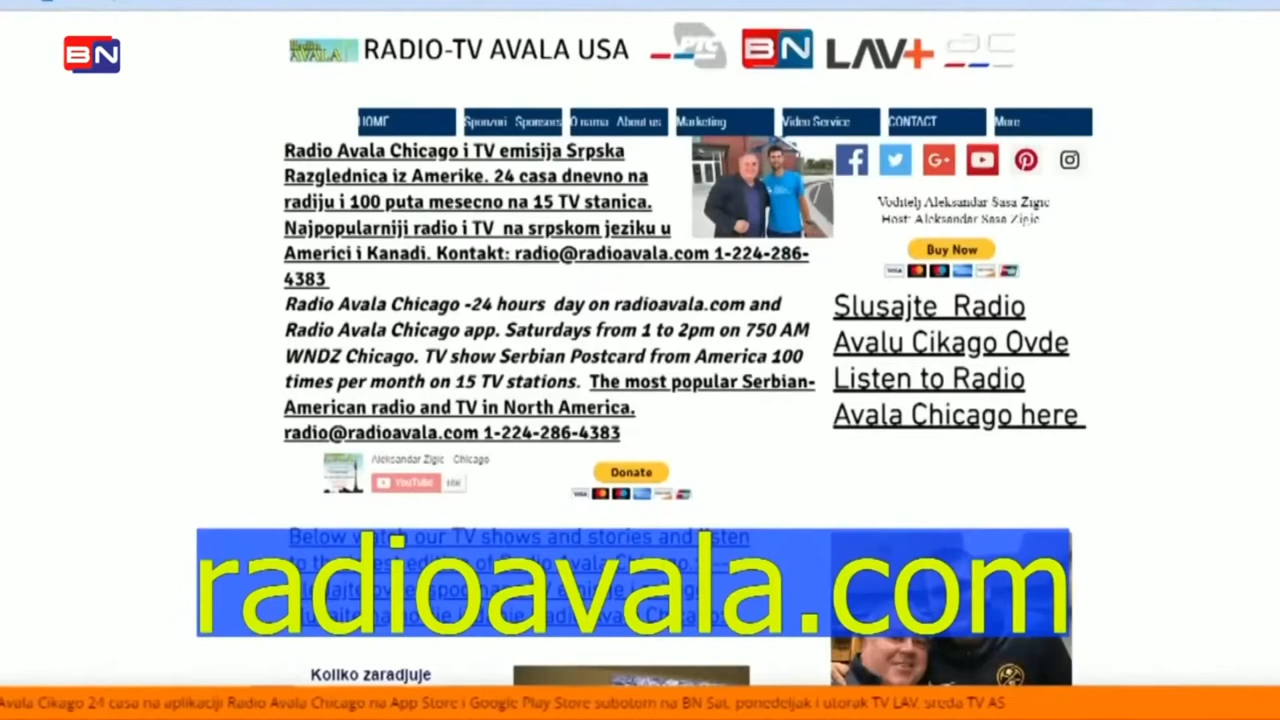 BN
RADIO-TV AVALA USA
PTC
BN
LAV+
HOME
Sponzori Sponsors
O nama About us
Marketing
Video Service
CONTACT
More
Radio Avala Chicago i TV emisija Srpska
Razglednica iz Amerike. 24 casa dnevno na
radiju i 100 puta mesecno na 15 TV stanica.
Najpopularniji radio i TV na srpskom jeziku u
Americi i Kanadi. Kontakt: radio@radioavala.com 1-224-286-
4383
Radio Avala Chicago -24 hours day on radioavala.com and
Radio Avala Chicago app. Saturdays from 1 to 2pm on 750 AM
WNDZ Chicago. TV show Serbian Postcard from America 100
times per month on 15 TV stations. The most popular Serbian-
American radio and TV in North America.
radio@radioavala.com 1-224-286-4383
Voditelj Aleksandar Sasa Zigic
Host: Aleksandar Sasa Zigic
Buy Now
Slusajte Radio
Avalu Cikago Ovde
Listen to Radio
Avala Chicago here
Aleksandar Zigic Chicago
YouTube
Donate
Below watch our TV shows and stories and listen
radioavala.com
Koliko zaradjuje
Avala Cikago 24 casa na aplikaciji Radio Avala Chicago na App Store i Google Play Store subotom na BN Sat, ponedeljak i utorak TV LAV, sreda TV AS